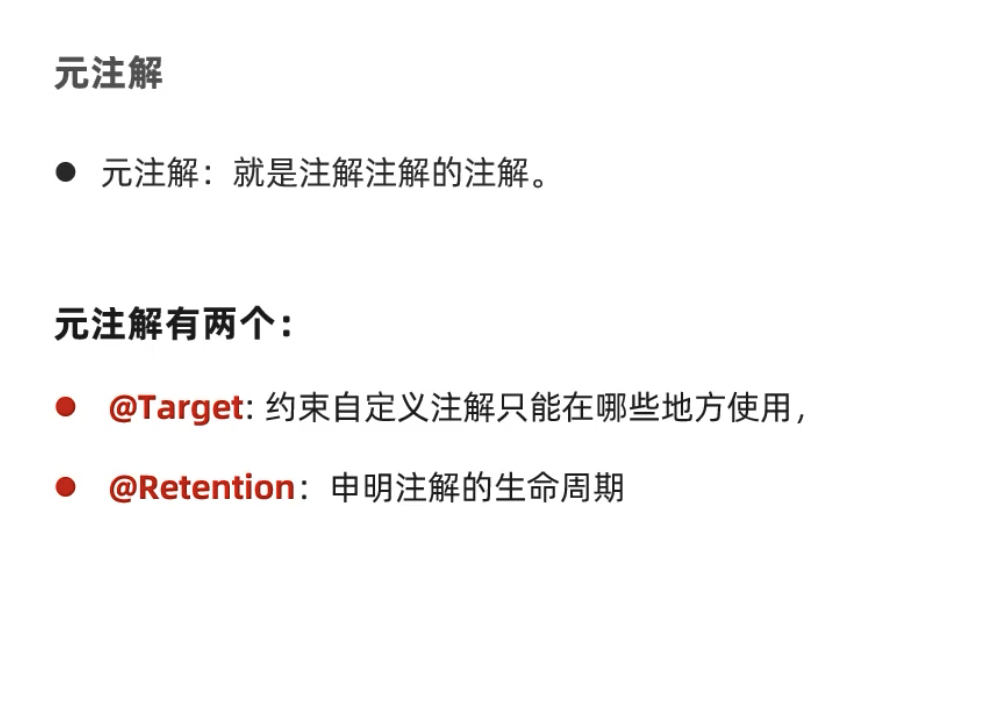 元注解
● 元注解：就是注解注解的注解。
元注解有两个：
● @Target: 约束自定义注解只能在哪些地方使用，
● @Retention：申明注解的生命周期